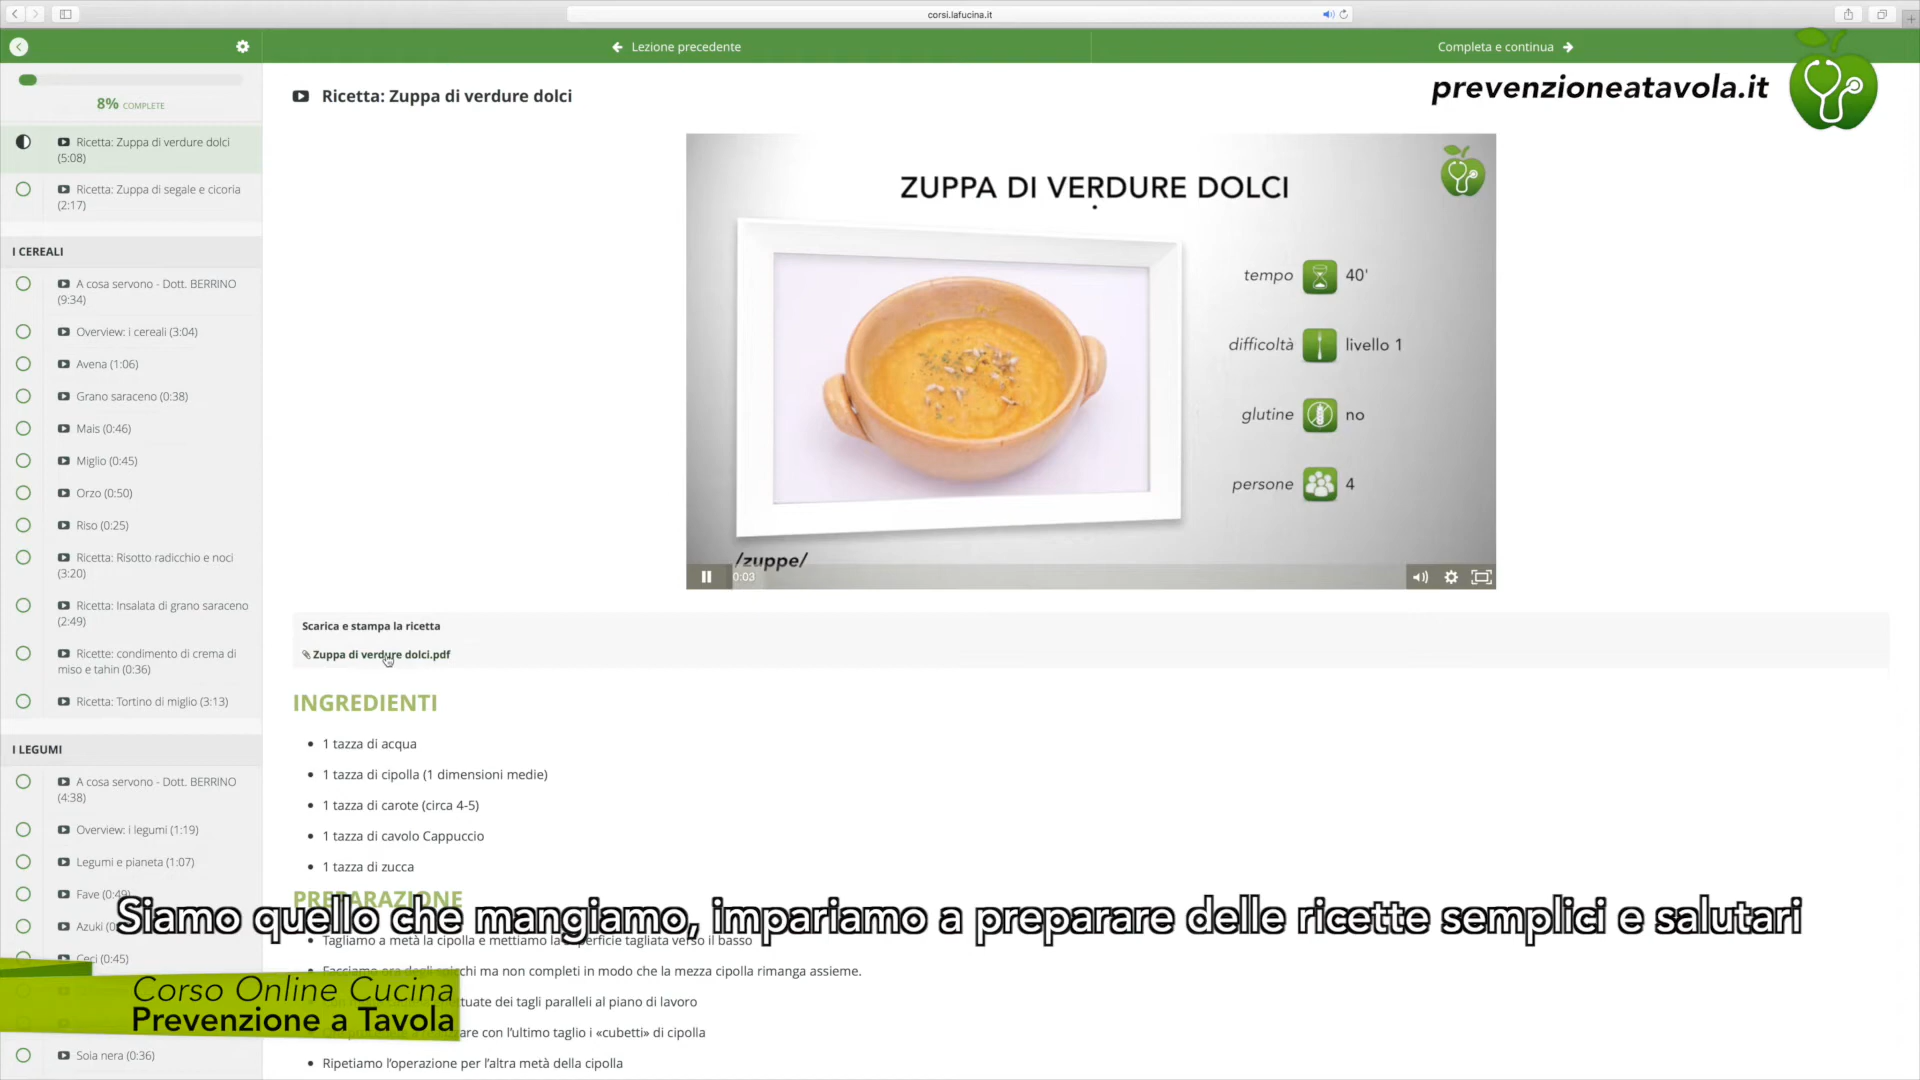 corsi.lafucina.it
Lezione precedente
Completa e continua
prevenzioneatavola.it
8% COMPLETE
Ricetta: Zuppa di verdure dolci
(5:08)
Ricetta: Zuppa di segale e cicoria
(2:17)
I CEREALI
A cosa servono - Dott. BERRINO
(9:34)
Overview: i cereali (3:04)
Avena (1:06)
Grano saraceno (0:38)
Mais (0:46)
Miglio (0:45)
Orzo (0:50)
Riso (0:25)
Ricetta: Risotto radicchio e noci
(3:20)
Ricetta: Insalata di grano saraceno
(2:49)
Ricette: condimento di crema di
miso e tahin (0:36)
Ricetta: Tortino di miglio (3:13)
I LEGUMI
A cosa servono - Dott. BERRINO
(4:38)
Overview: i legumi (1:19)
Legumi e pianeta (1:07)
Fave (0:49)
Azuki
Ceci (0:45)
Soia nera (0:36)
Ricetta: Zuppa di verdure dolci
ZUPPA DI VERDURE DOLCI
tempo 40'
difficoltà livello 1
glutine no
persone 4
/zuppe/
0:03
Scarica e stampa la ricetta
Zuppa di verdure dolci.pdf
INGREDIENTI
1 tazza di acqua
1 tazza di cipolla (1 dimensioni medie)
1 tazza di carote (circa 4-5)
1 tazza di cavolo Cappuccio
1 tazza di zucca
PREPARAZIONE
Siamo quello che mangiamo, impariamo a preparare delle ricette semplici e salutari
Tagliamo a metà la cipolla e mettiamo la superficie tagliata verso il basso
Facciamo ora degli spicchi ma non completi in modo che la mezza cipolla rimanga assieme.
dei tagli paralleli al piano di lavoro
con l'ultimo taglio i «cubetti» di cipolla
Ripetiamo l'operazione per l'altra metà della cipolla
Corso Online Cucina
Prevenzione a Tavola